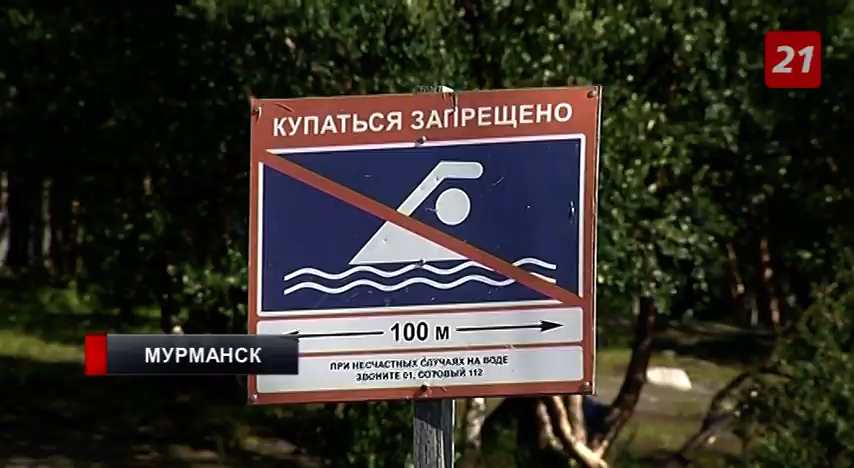 21
КУПАТЬСЯ ЗАПРЕЩЕНО
100 м
МУРМАНСК
ПРИ НЕСЧАСТНЫХ СЛУЧАЯХ НА ВОДЕ
ЗВОНИТЕ 01, СОТОВЫЙ 112